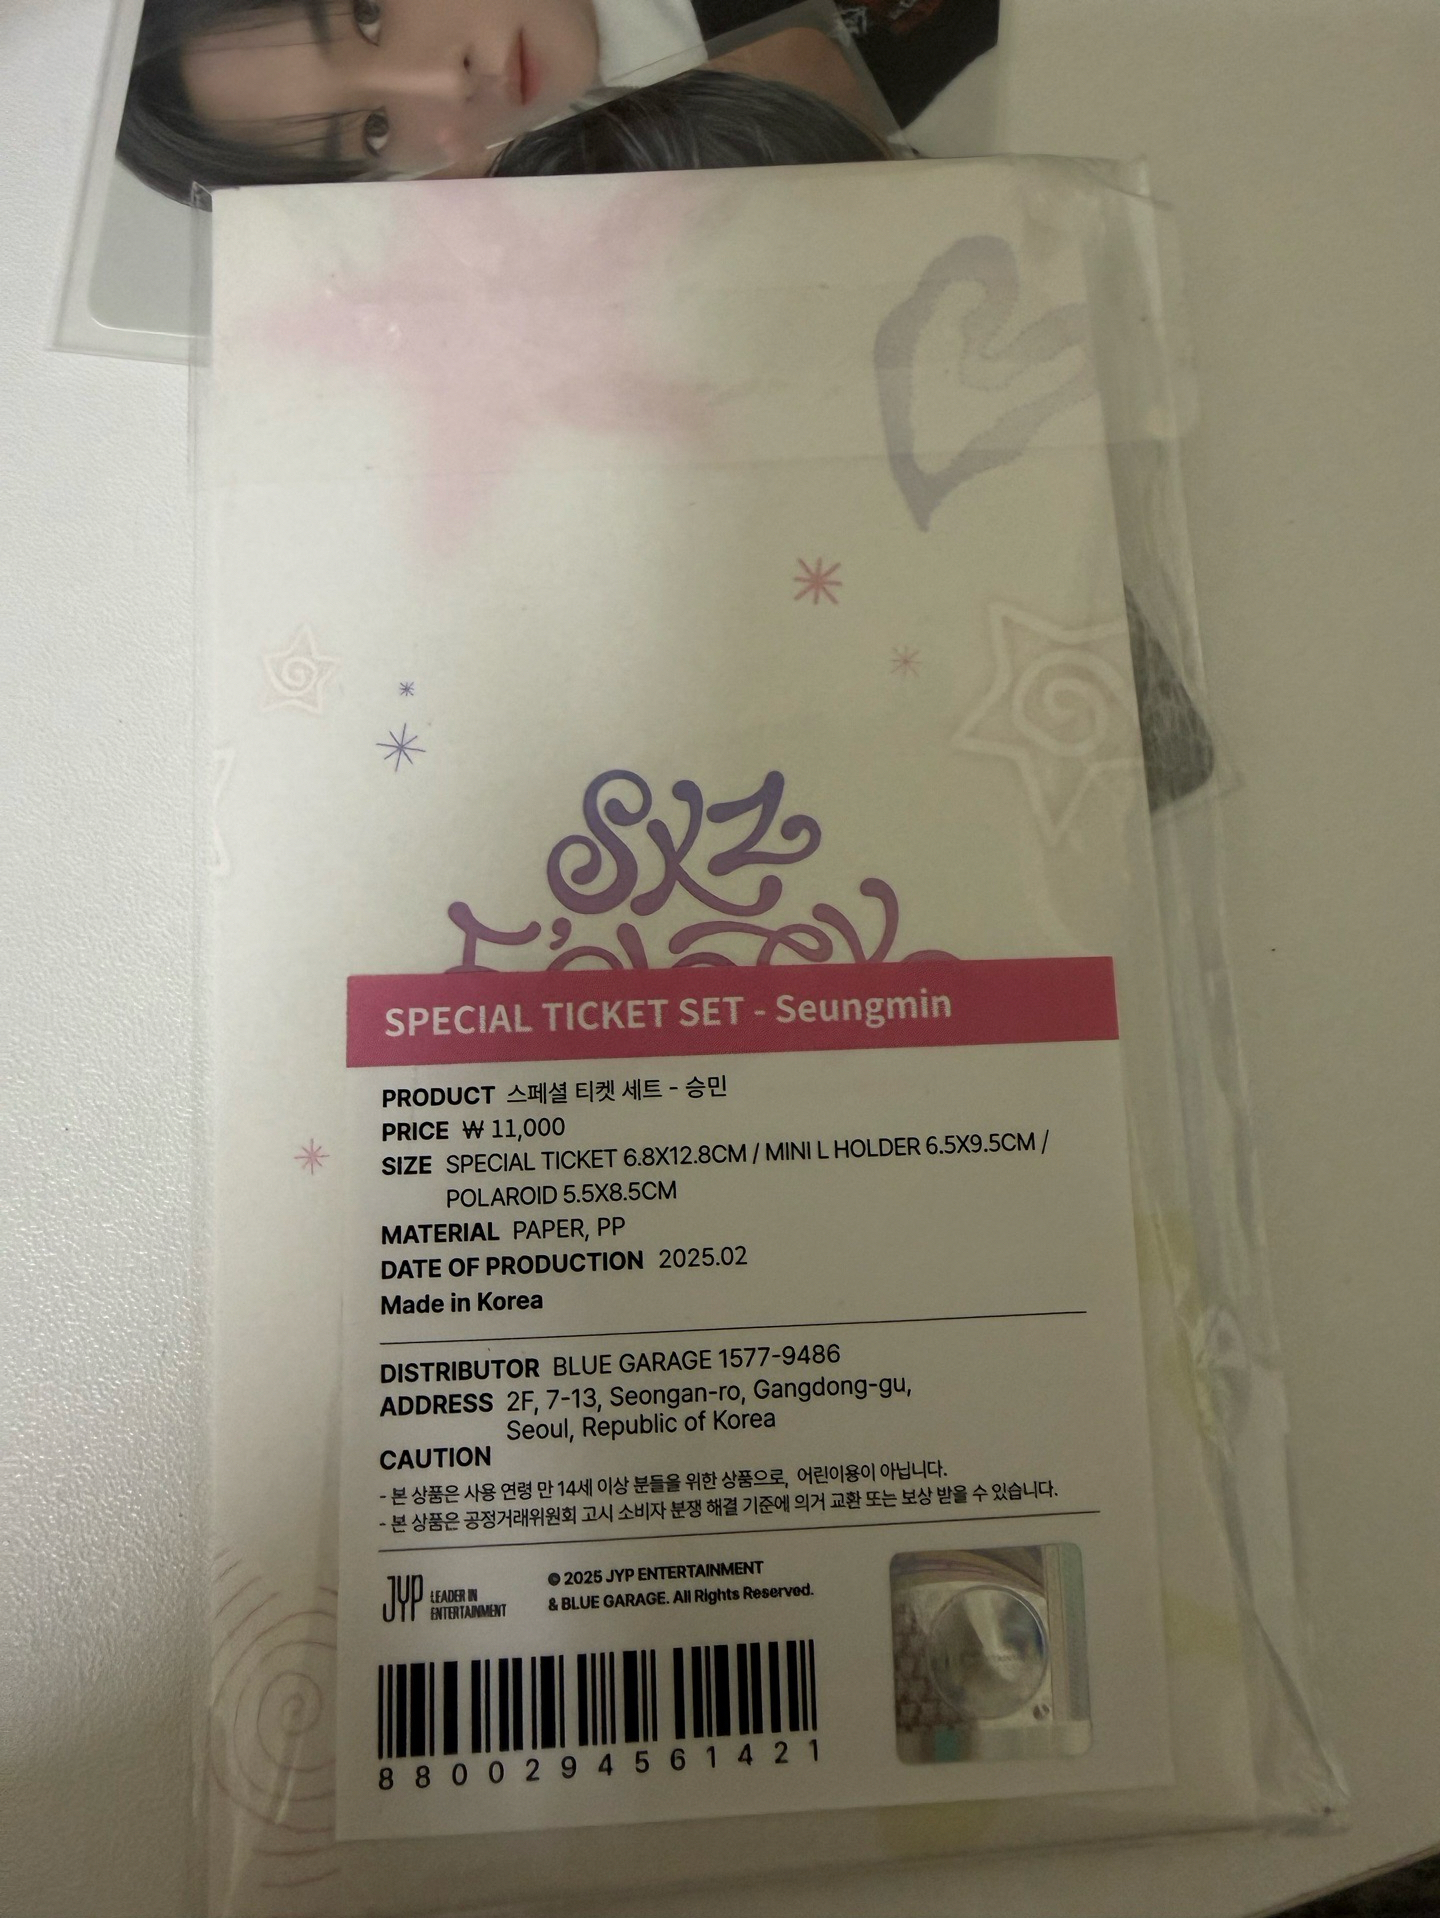 SKZ
5'CLOCK
SPECIAL TICKET SET - Seungmin
PRODUCT 스페셜 티켓 세트 - 승민
PRICE ₩ 11,000
SIZE SPECIAL TICKET 6.8X12.8CM / MINI L HOLDER 6.5X9.5CM /
POLAROID 5.5X8.5CM
MATERIAL PAPER, PP
DATE OF PRODUCTION 2025.02
Made in Korea
DISTRIBUTOR BLUE GARAGE 1577-9486
ADDRESS 2F, 7-13, Seongan-ro, Gangdong-gu,
Seoul, Republic of Korea
CAUTION
- 본 상품은 사용 연령 만 14세 이상 분들을 위한 상품으로, 어린이용이 아닙니다.
- 본 상품은 공정거래위원회 고시 소비자 분쟁 해결 기준에 의거 교환 또는 보상 받을 수 있습니다.
JYP LEADER IN
ENTERTAINMENT
© 2025 JYP ENTERTAINMENT
& BLUE GARAGE. All Rights Reserved.
8800294561421